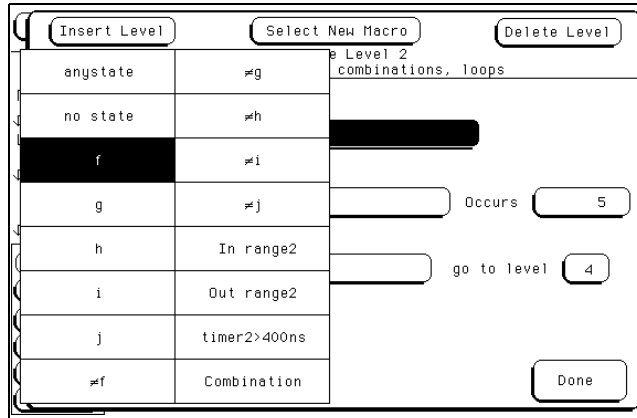 Insert Level Select New Macro Delete Level
e Level 2
combinations, loops
anystate ≠g
no state ≠h
f ≠i
g ≠j
Occurs 5
h In range2
i Out range2
go to level 4
j timer2>400ns
≠f Combination
Done